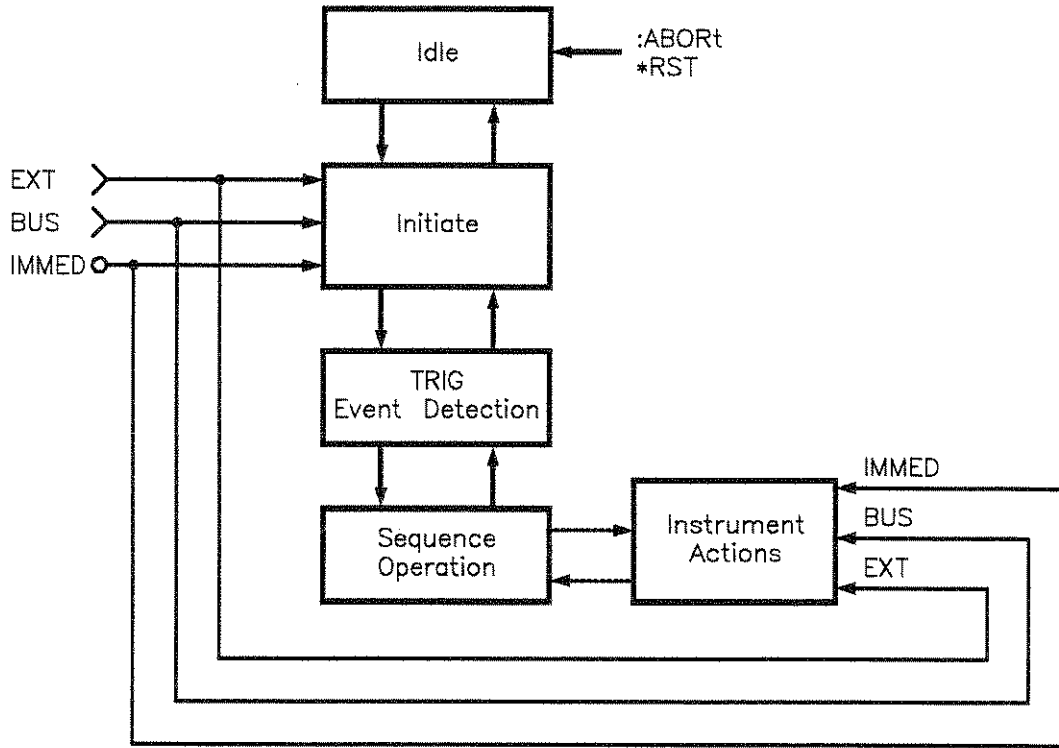 Idle
:ABORt
*RST
EXT
BUS
IMMED
Initiate
TRIG
Event Detection
Sequence
Operation
Instrument
Actions
IMMED
BUS
EXT